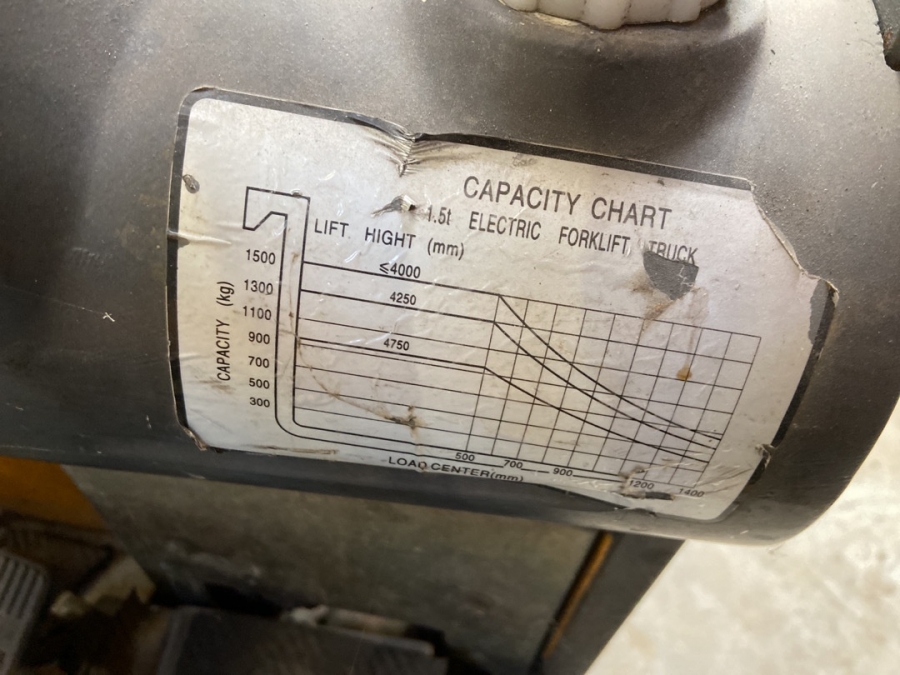 CAPACITY CHART
1.5t ELECTRIC FORKLIFT TRUCK
LIFT HIGHT (mm)
≤4000
4250
4750
CAPACITY (kg)
1500
1300
1100
900
700
500
300
500 700 900 1200 1400
LOAD CENTER(mm)